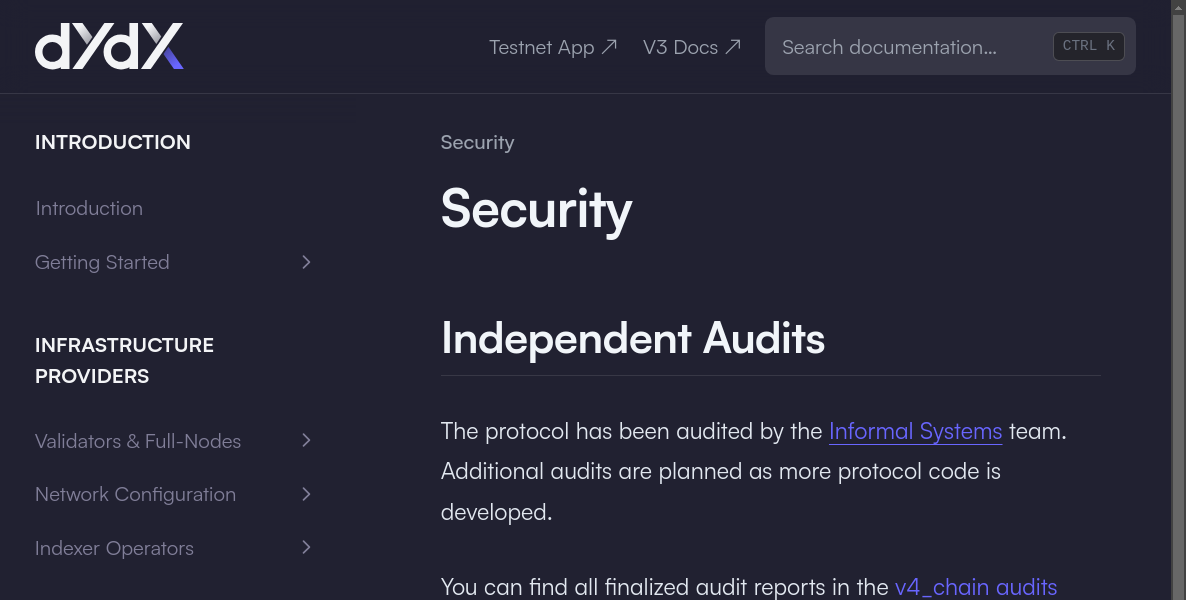 dYdX
Testnet App ↗ V3 Docs ↗ Search documentation… CTRL K
INTRODUCTION
Introduction
Getting Started
INFRASTRUCTURE
PROVIDERS
Validators & Full-Nodes
Network Configuration
Indexer Operators
Security
Security
Independent Audits
The protocol has been audited by the Informal Systems team.
Additional audits are planned as more protocol code is
developed.
You can find all finalized audit reports in the v4_chain audits